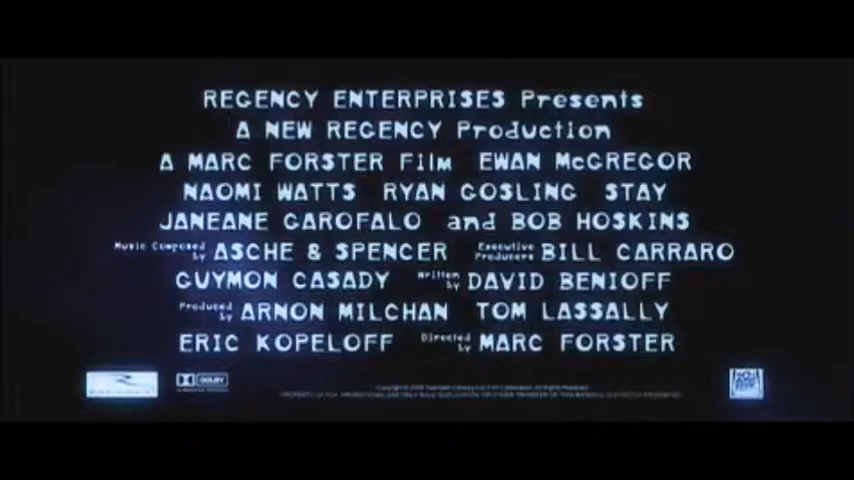 REGENCY ENTERPRISES Presents
A NEW REGENCY Production
A MARC FORSTER Film EWAN McGREGOR
NAOMI WATTS RYAN GOSLING STAY
JANEANE GAROFALO and BOB HOSKINS
Music Composed by ASCHE & SPENCER Executive Producers BILL CARRARO
GUYMON CASADY Written by DAVID BENIOFF
Produced by ARNON MILCHAN TOM LASSALLY
ERIC KOPELOFF Directed by MARC FORSTER
DOLBY